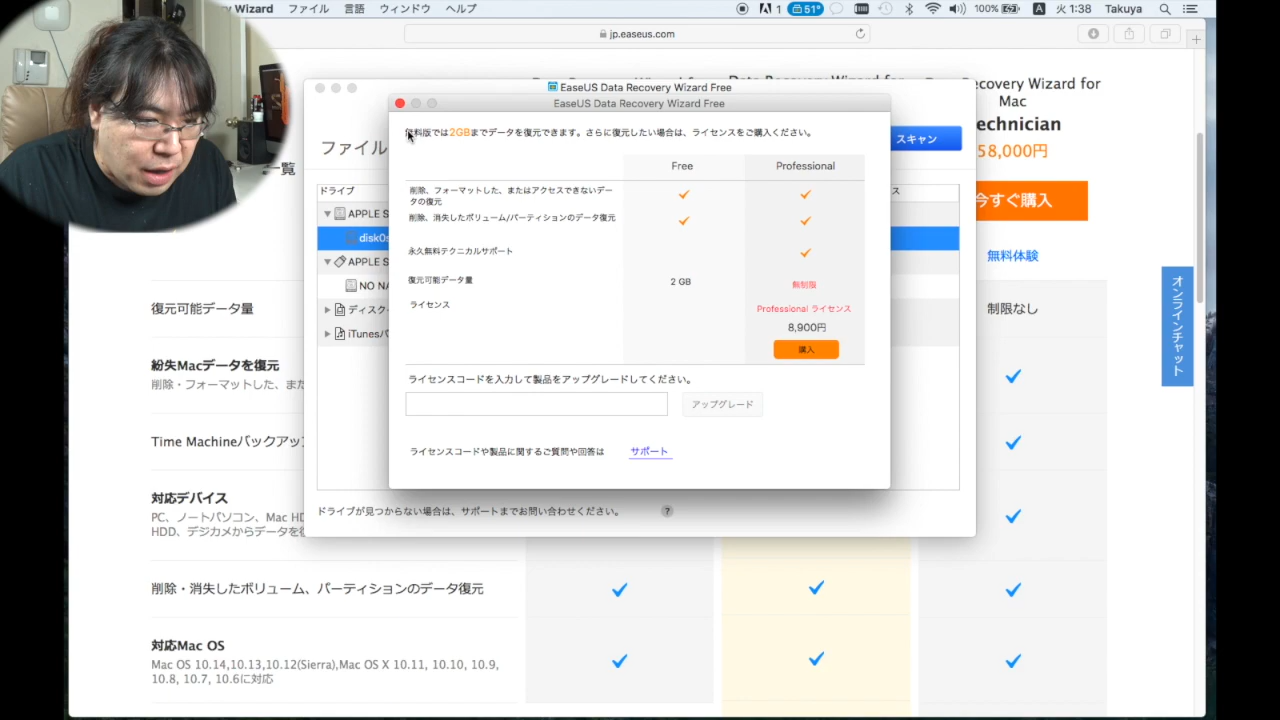 Wizard ファイル 言語 ウィンドウ ヘルプ
1 51° 100% A 火 1:38 Takuya
jp.easeus.com
EaseUS Data Recovery Wizard Free
EaseUS Data Recovery Wizard Free
ecovery Wizard for
Mac
echnician
58,000円
今すぐ購入
無料体験
一覧
ファイル
スキャン
料版では2GBまでデータを復元できます。さらに復元したい場合は、ライセンスをご購入ください。
Free Professional
削除、フォーマットした、またはアクセスできないデー
タの復元
削除、消失したボリューム/パーティションのデータ復元
永久無料テクニカルサポート
復元可能データ量 2 GB 無制限
ライセンス Professional ライセンス
8,900円
購入
ライセンスコードを入力して製品をアップグレードしてください。
アップグレード
ライセンスコードや製品に関するご質問や回答は サポート
ドライブ ス
APPLE S
disk0s
APPLE S
NO NA
ディスク
iTunes
ドライブが見つからない場合は、サポートまでお問い合わせください。 ?
復元可能データ量 制限なし
紛失Macデータを復元
削除・フォーマットした、また
Time Machineバックアッ
対応デバイス
PC、ノートパソコン、Mac HD
HDD、デジカメからデータを復
削除・消失したボリューム、パーティションのデータ復元
対応Mac OS
Mac OS 10.14,10.13,10.12(Sierra),Mac OS X 10.11, 10.10, 10.9,
10.8, 10.7, 10.6に対応
オンラインチャット